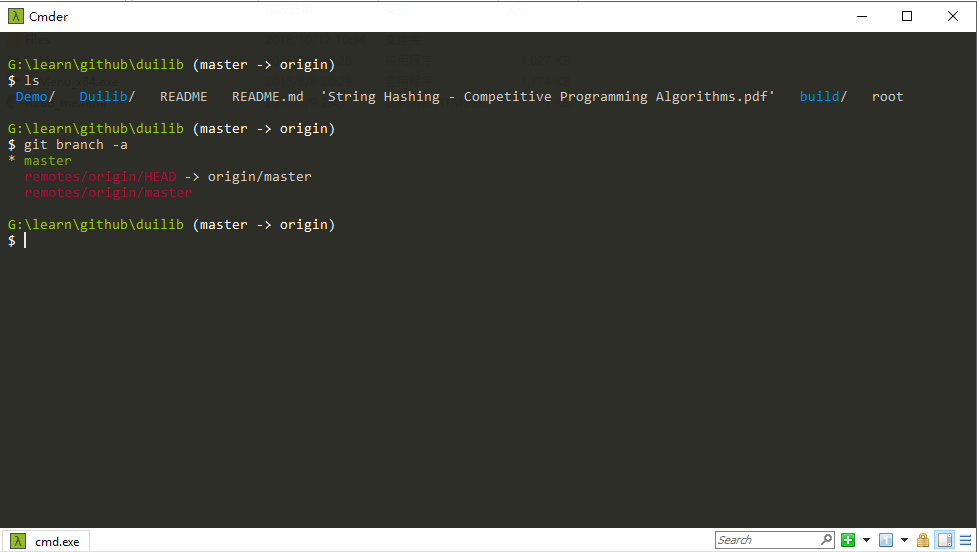 Cmder
G:\learn\github\duilib (master -> origin)
$ ls
Demo/   Duilib/   README   README.md  'String Hashing - Competitive Programming Algorithms.pdf'   build/   root
G:\learn\github\duilib (master -> origin)
$ git branch -a
* master
remotes/origin/HEAD -> origin/master
remotes/origin/master
G:\learn\github\duilib (master -> origin)
$
cmd.exe
Search
1